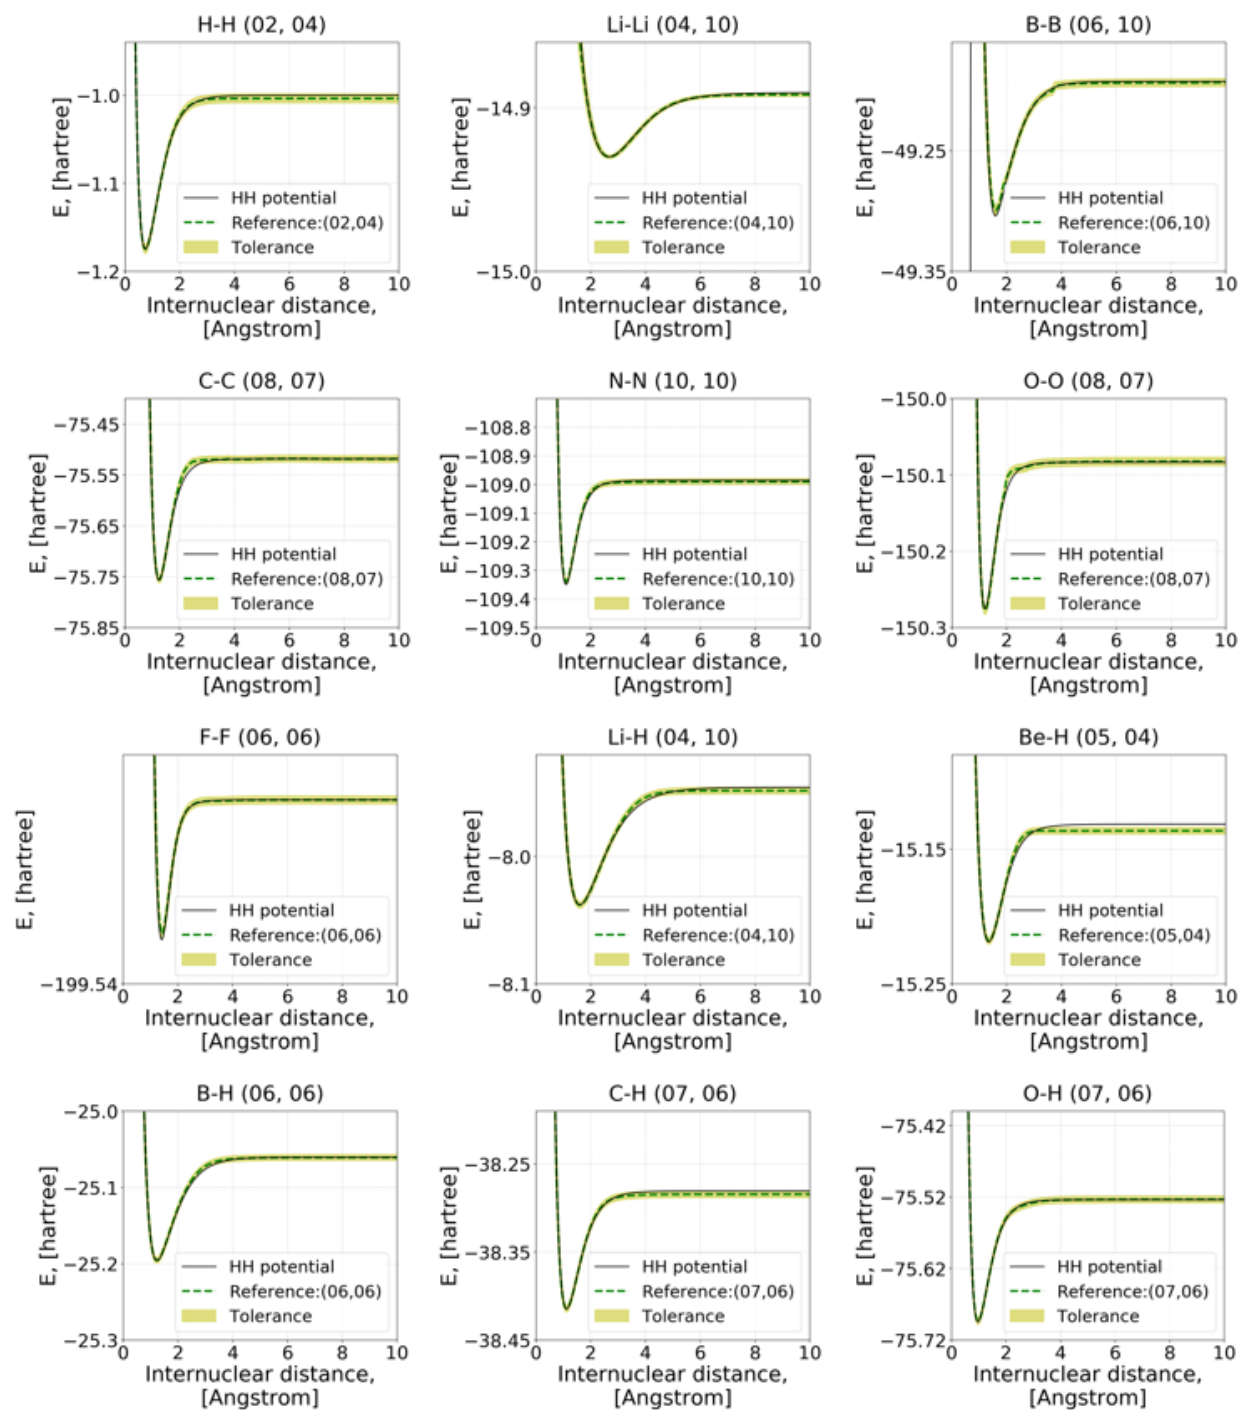 H-H (02, 04)
E, [hartree]
−1.0
−1.1
−1.2
HH potential
Reference:(02,04)
Tolerance
0 2 4 6 8 10
Internuclear distance,
[Angstrom]
Li-Li (04, 10)
E, [hartree]
−14.9
−15.0
HH potential
Reference:(04,10)
Tolerance
0 2 4 6 8 10
Internuclear distance,
[Angstrom]
B-B (06, 10)
E, [hartree]
−49.25
−49.35
HH potential
Reference:(06,10)
Tolerance
0 2 4 6 8 10
Internuclear distance,
[Angstrom]
C-C (08, 07)
E, [hartree]
−75.45
−75.55
−75.65
−75.75
−75.85
HH potential
Reference:(08,07)
Tolerance
0 2 4 6 8 10
Internuclear distance,
[Angstrom]
N-N (10, 10)
E, [hartree]
−108.8
−108.9
−109.0
−109.1
−109.2
−109.3
−109.4
−109.5
HH potential
Reference:(10,10)
Tolerance
0 2 4 6 8 10
Internuclear distance,
[Angstrom]
O-O (08, 07)
E, [hartree]
−150.0
−150.1
−150.2
−150.3
HH potential
Reference:(08,07)
Tolerance
0 2 4 6 8 10
Internuclear distance,
[Angstrom]
F-F (06, 06)
E, [hartree]
−199.54
HH potential
Reference:(06,06)
Tolerance
0 2 4 6 8 10
Internuclear distance,
[Angstrom]
Li-H (04, 10)
E, [hartree]
−8.0
−8.1
HH potential
Reference:(04,10)
Tolerance
0 2 4 6 8 10
Internuclear distance,
[Angstrom]
Be-H (05, 04)
E, [hartree]
−15.15
−15.25
HH potential
Reference:(05,04)
Tolerance
0 2 4 6 8 10
Internuclear distance,
[Angstrom]
B-H (06, 06)
E, [hartree]
−25.0
−25.1
−25.2
−25.3
HH potential
Reference:(06,06)
Tolerance
0 2 4 6 8 10
Internuclear distance,
[Angstrom]
C-H (07, 06)
E, [hartree]
−38.25
−38.35
−38.45
HH potential
Reference:(07,06)
Tolerance
0 2 4 6 8 10
Internuclear distance,
[Angstrom]
O-H (07, 06)
E, [hartree]
−75.42
−75.52
−75.62
−75.72
HH potential
Reference:(07,06)
Tolerance
0 2 4 6 8 10
Internuclear distance,
[Angstrom]